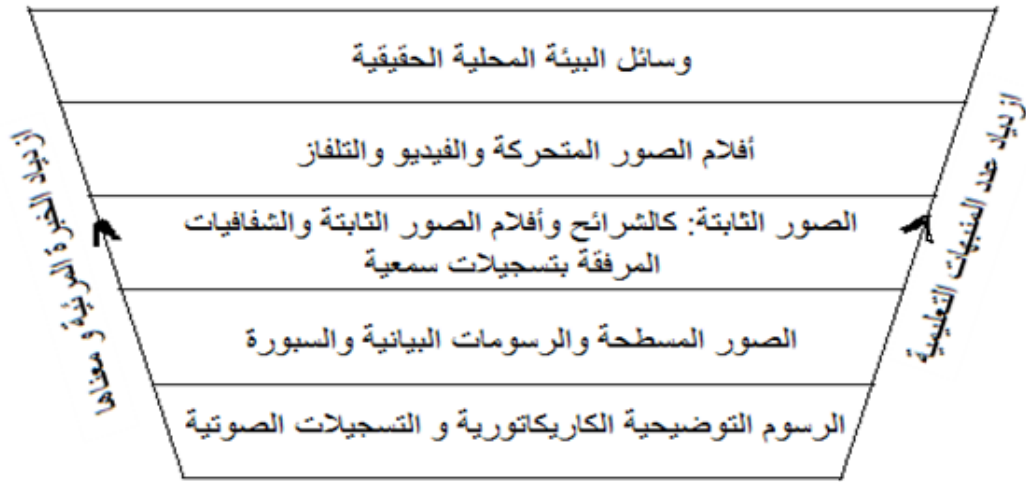 وسائل البيئة المحلية الحقيقية
أفلام الصور المتحركة والفيديو والتلفاز
الصور الثابتة: كالشرائح وأفلام الصور الثابتة والشفافيات
المرفقة بتسجيلات سمعية
الصور المسطحة والرسومات البيانية والسبورة
الرسوم التوضيحية الكاريكاتورية و التسجيلات الصوتية
ازدياد عدد المنبهات التعليمية
ازدياد الخبرة المرئية و معناها